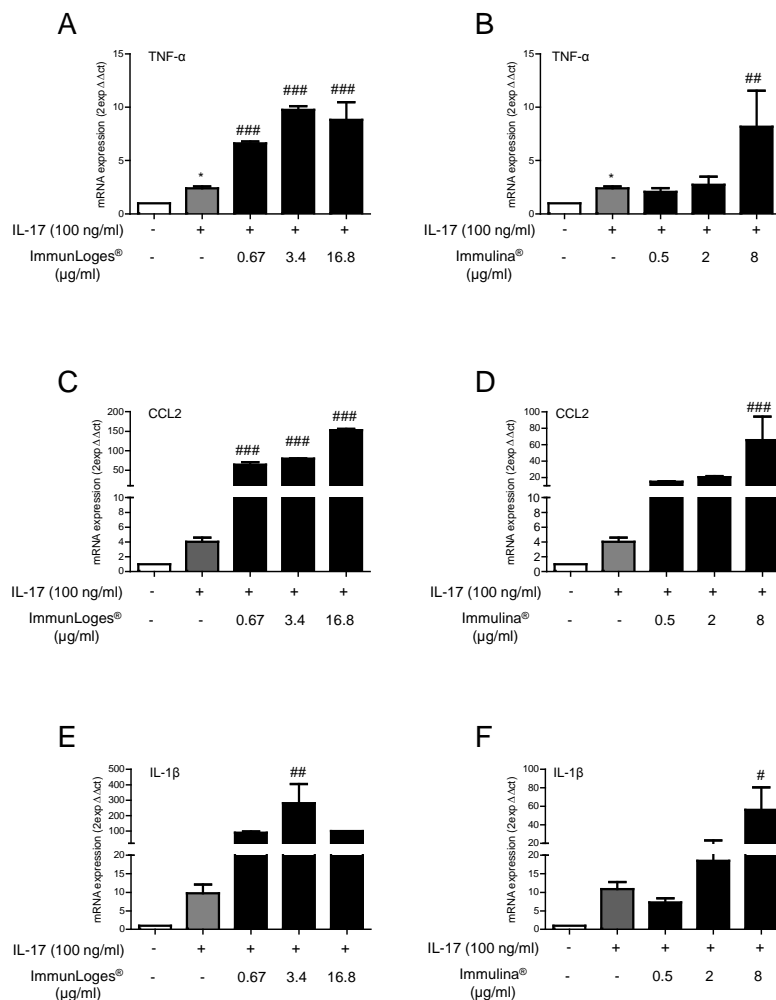 A
TNF-α
mRNA expression (2exp Δ Δct)
15
10
5
0
*
###
###
###
IL-17 (100 ng/ml) - + + + +
ImmunLoges® (µg/ml) - - 0.67 3.4 16.8
B
TNF-α
mRNA expression (2exp Δ Δct)
15
10
5
0
*
##
IL-17 (100 ng/ml) - + + + +
Immulina® (µg/ml) - - 0.5 2 8
C
CCL2
mRNA expression (2exp Δ Δct)
200
150
100
50
10
8
6
4
2
0
###
###
###
IL-17 (100 ng/ml) - + + + +
ImmunLoges® (µg/ml) - - 0.67 3.4 16.8
D
CCL2
mRNA expression (2exp Δ Δct)
100
80
60
40
20
10
8
6
4
2
0
###
IL-17 (100 ng/ml) - + + + +
Immulina® (µg/ml) - - 0.5 2 8
E
IL-1β
mRNA expression (2exp Δ Δct)
500
400
300
200
100
20
15
10
5
0
##
IL-17 (100 ng/ml) - + + + +
ImmunLoges® (µg/ml) - - 0.67 3.4 16.8
F
IL-1β
mRNA expression (2exp Δ Δct)
100
80
60
40
20
20
15
10
5
0
#
IL-17 (100 ng/ml) - + + + +
Immulina® (µg/ml) - - 0.5 2 8